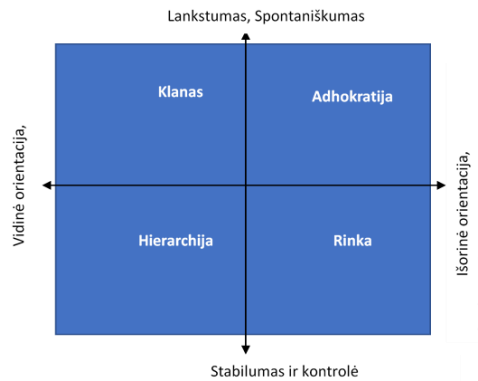 Lankstumas, Spontaniškumas
Klanas
Adhokratija
Vidinė orientacija,
Išorinė orientacija,
Hierarchija
Rinka
Stabilumas ir kontrolė